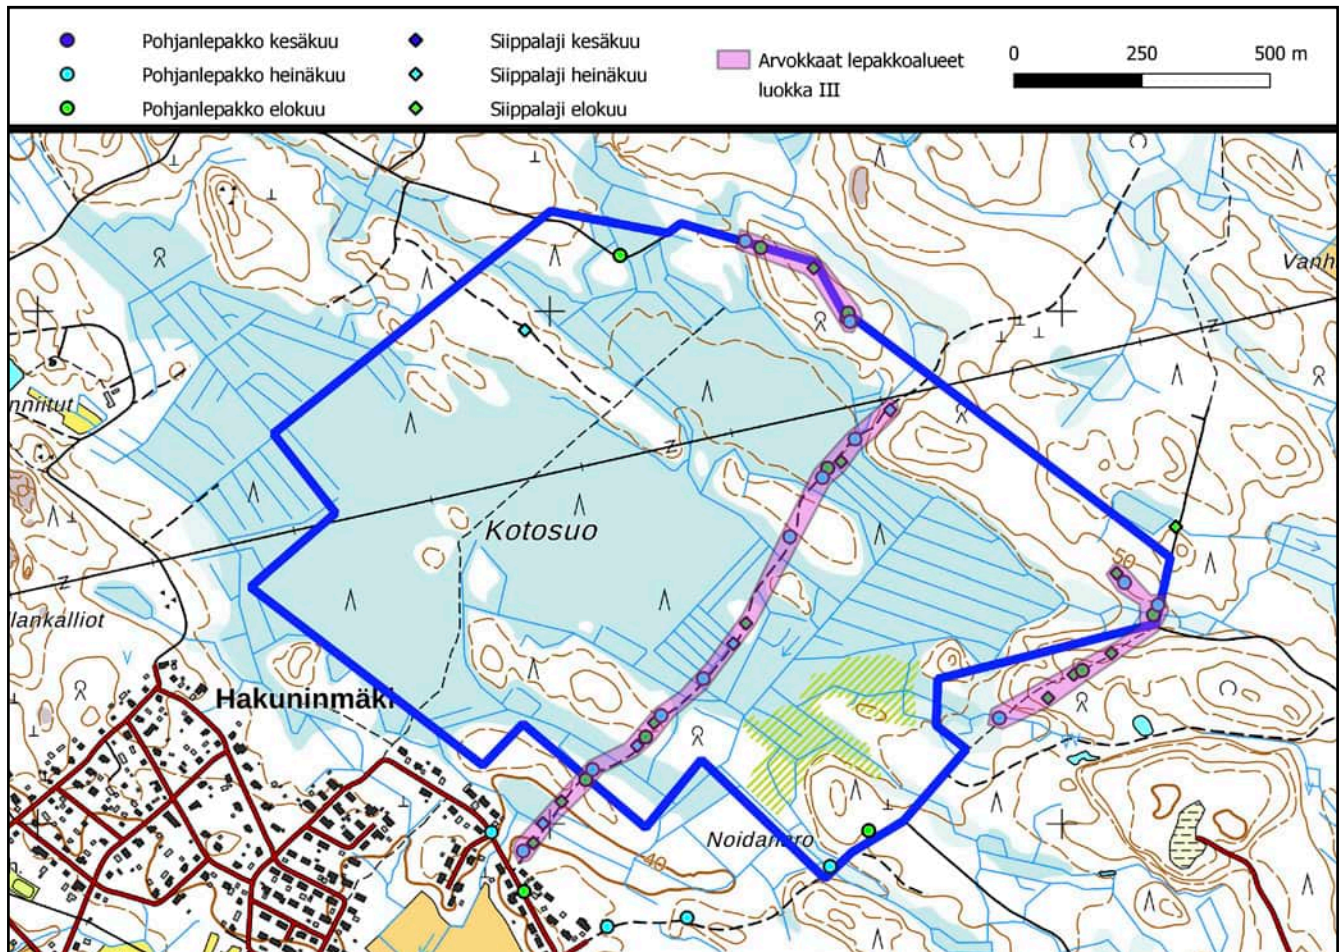 Pohjanlepakko kesäkuu
Siippalaji kesäkuu
Pohjanlepakko heinäkuu
Siippalaji heinäkuu
Pohjanlepakko elokuu
Siippalaji elokuu
Arvokkaat lepakkoalueet
luokka III
0 250 500 m
Vanh
nniitut
Kotosuo
50
lankalliot
Hakuninmäki
40